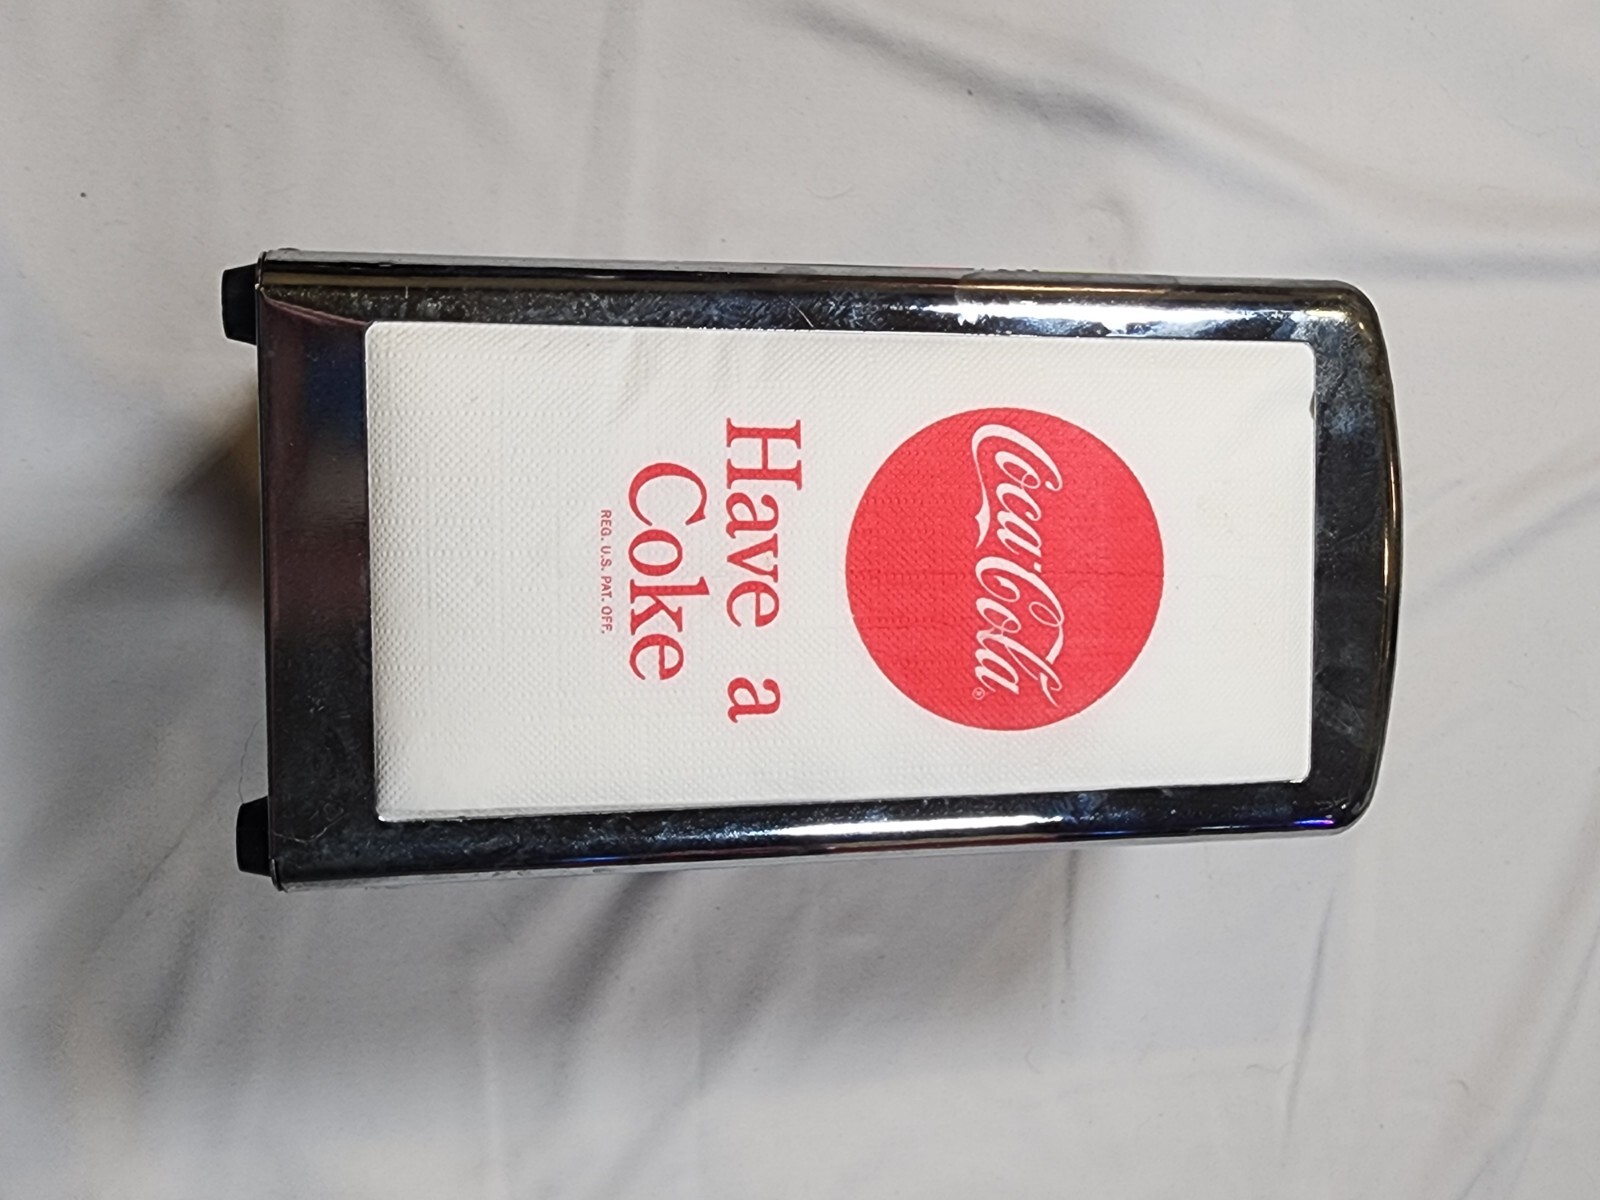 Coca-Cola ®
Have a
Coke
REG. U.S. PAT. OFF.